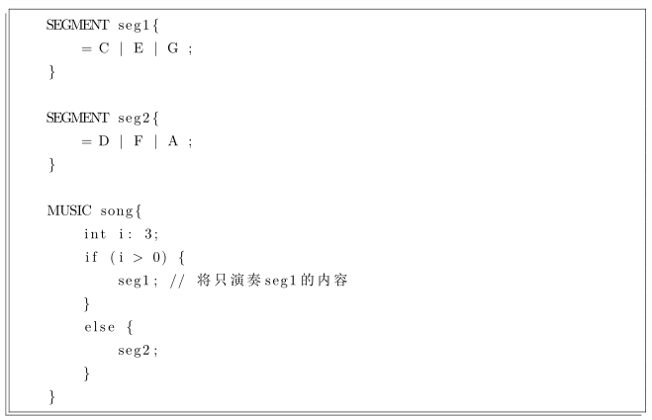 SEGMENT seg1{
= C | E | G ;
}
SEGMENT seg2{
= D | F | A ;
}
MUSIC song{
int i: 3;
if (i > 0) {
seg1; // 将只演奏seg1的内容
}
else {
seg2;
}
}